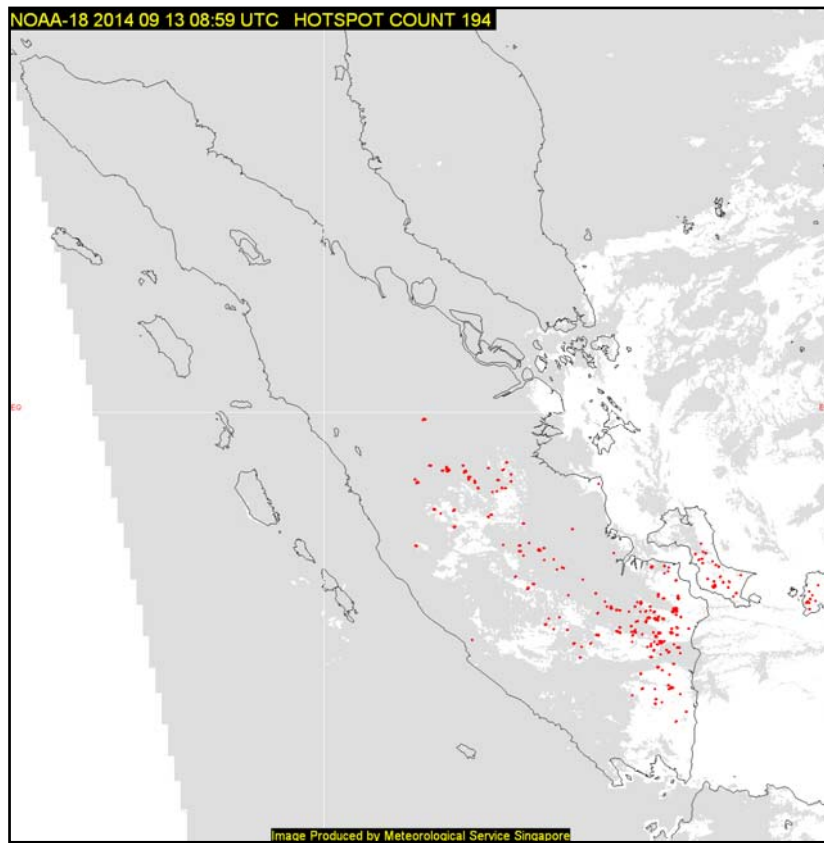 NOAA-18 2014 09 13 08:59 UTC   HOTSPOT COUNT 194
EQ
E
Image Produced by Meteorological Service Singapore